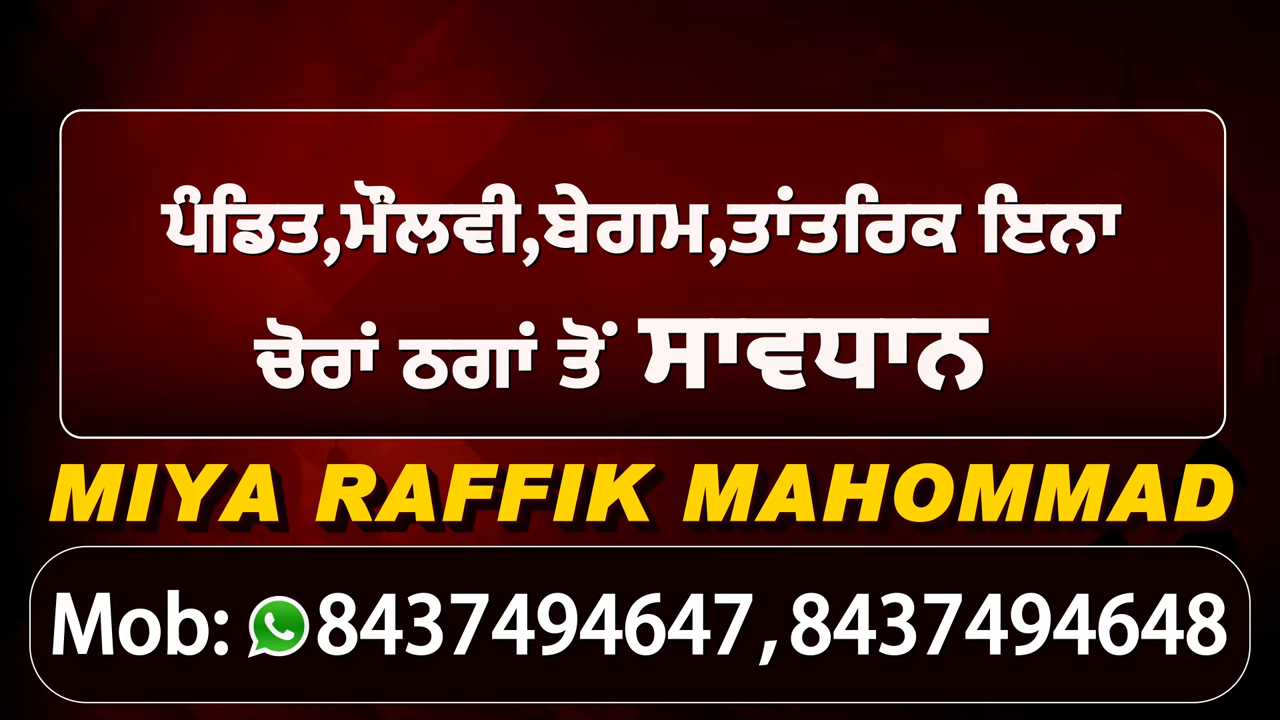 ਪੰਡਿਤ,ਮੌਲਵੀ,ਬੇਗਮ,ਤਾਂਤਰਿਕ ਇਨਾ
ਚੋਰਾਂ ਠਗਾਂ ਤੋਂ ਸਾਵਧਾਨ
MIYA RAFFIK MAHOMMAD
Mob: 8437494647, 8437494648